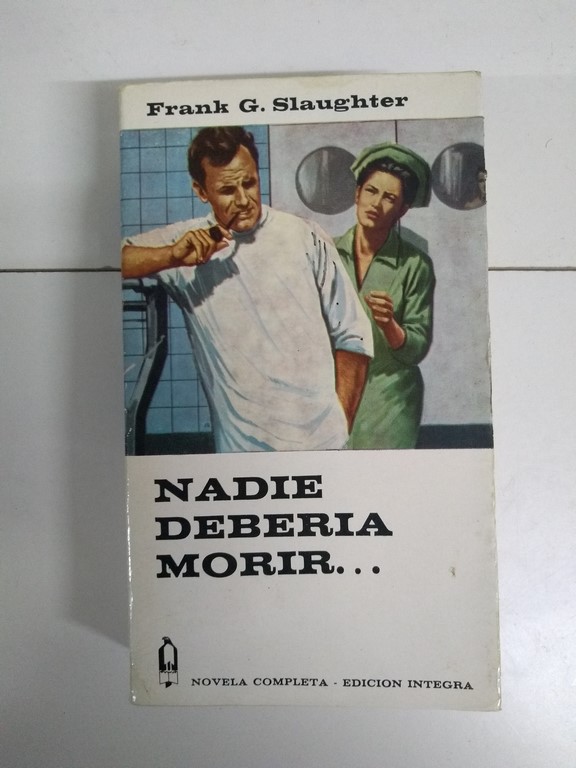 Frank G. Slaughter
NADIE
DEBERIA
MORIR...
NOVELA COMPLETA - EDICION INTEGRA